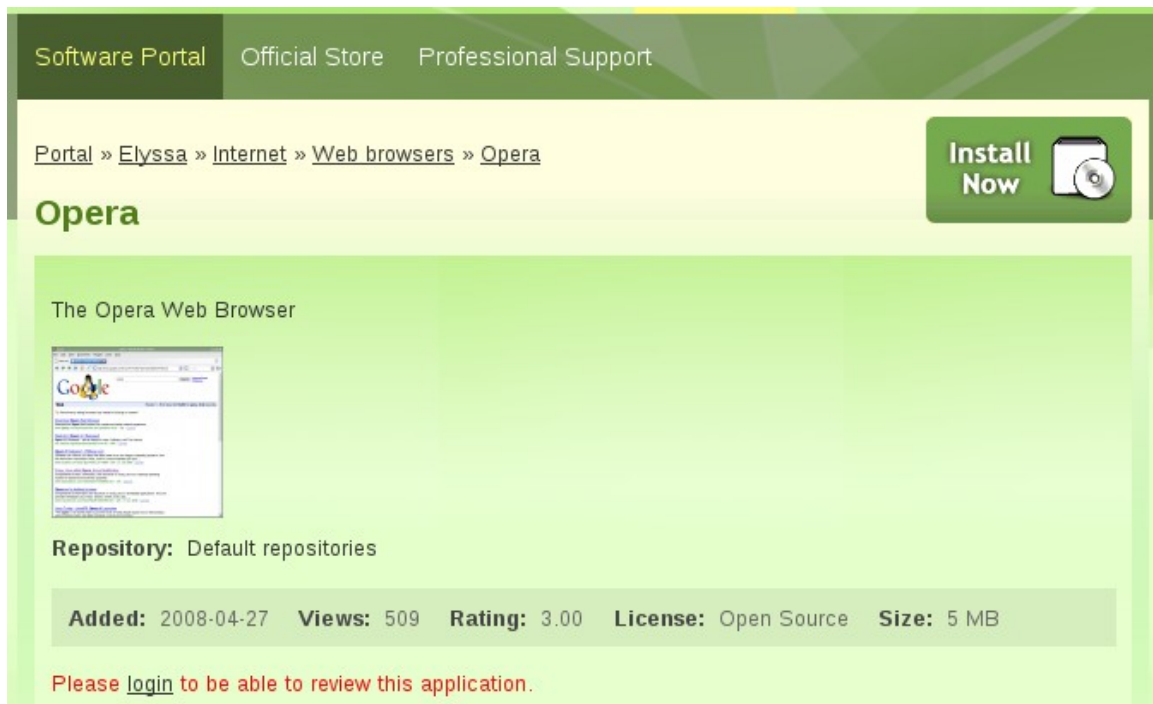 Software Portal Official Store Professional Support
Portal » Elyssa » Internet » Web browsers » Opera
Install
Now
Opera
The Opera Web Browser
Google
Repository: Default repositories
Added: 2008-04-27 Views: 509 Rating: 3.00 License: Open Source Size: 5 MB
Please login to be able to review this application.